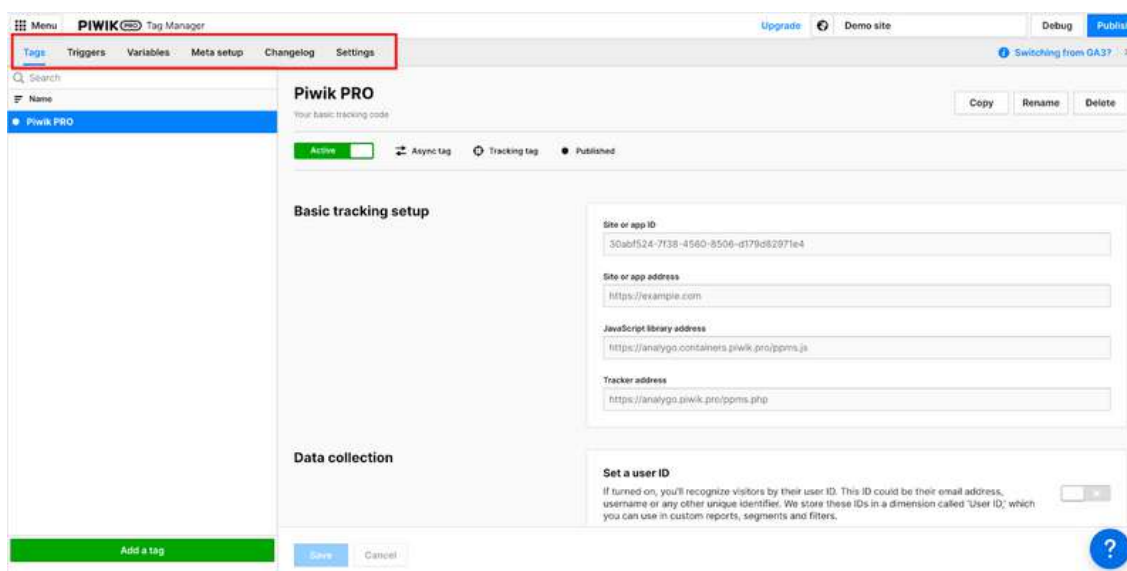 Menu PIWIK PRO Tag Manager Upgrade Demo site Debug Publish
Tags Triggers Variables Meta setup Changelog Settings Switching from GA3?
Search
Name
Piwik PRO
Piwik PRO
Your basic tracking code
Copy Rename Delete
Active Async tag Tracking tag Published
Basic tracking setup
Site or app ID
30abf524-7f38-4560-8506-d179d82971e4
Site or app address
https://example.com
JavaScript library address
https://analygo.containers.piwik.pro/ppms.js
Tracker address
https://analygo.piwik.pro/ppms.php
Data collection
Set a user ID
If turned on, you'll recognize visitors by their user ID. This ID could be their email address,
username or any other unique identifier. We store these IDs in a dimension called 'User ID,' which
you can use in custom reports, segments and filters.
Add a tag
Save Cancel
?